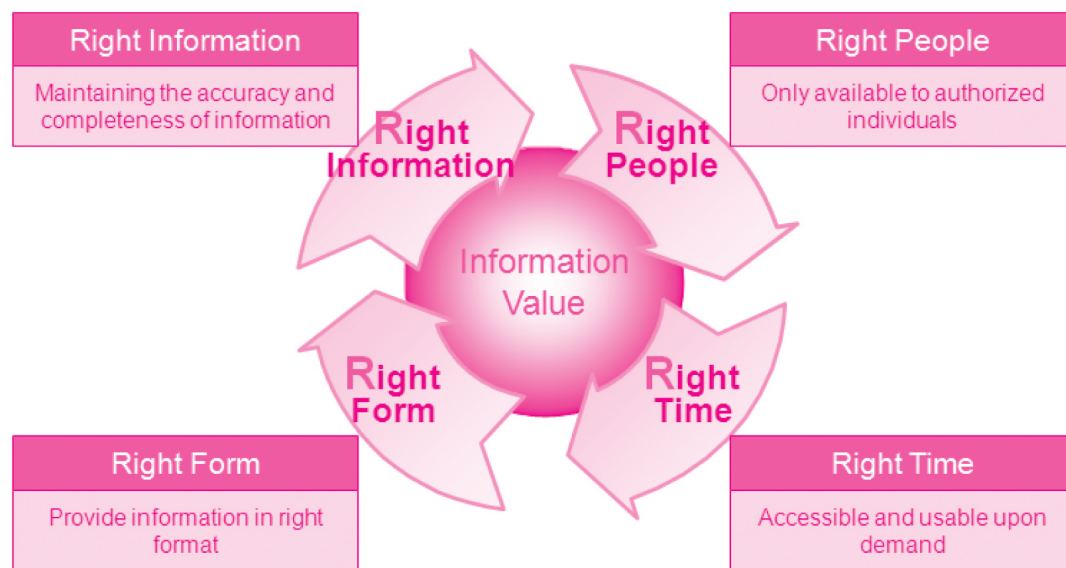 Right Information
Maintaining the accuracy and
completeness of information
Right People
Only available to authorized
individuals
Right
Information
Right
People
Information
Value
Right
Form
Right
Time
Right Form
Provide information in right
format
Right Time
Accessible and usable upon
demand